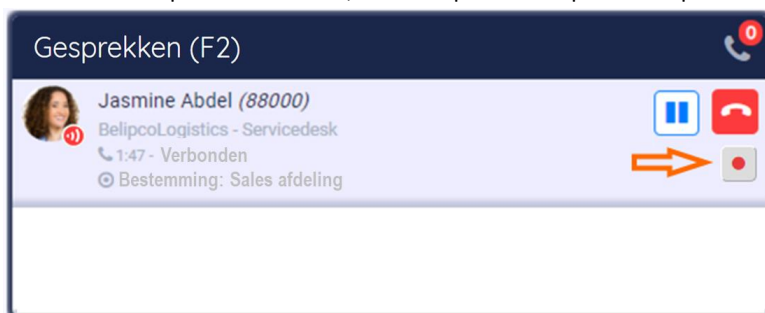 Gesprekken (F2)
0
Jasmine Abdel (88000)
BelipcoLogistics - Servicedesk
1:47 - Verbonden
Bestemming: Sales afdeling